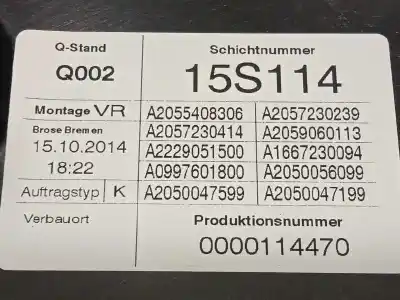 Q-Stand
Schichtnummer
Q002
15S114
Montage VR
A2055408306
A2057230239
Brose Bremen
A2057230414
A2059060113
15.10.2014
A2229051500
A1667230094
18:22
A0997601800
A2050056099
Auftragstyp K
A2050047599
A2050047199
Verbauort
Produktionsnummer
0000114470